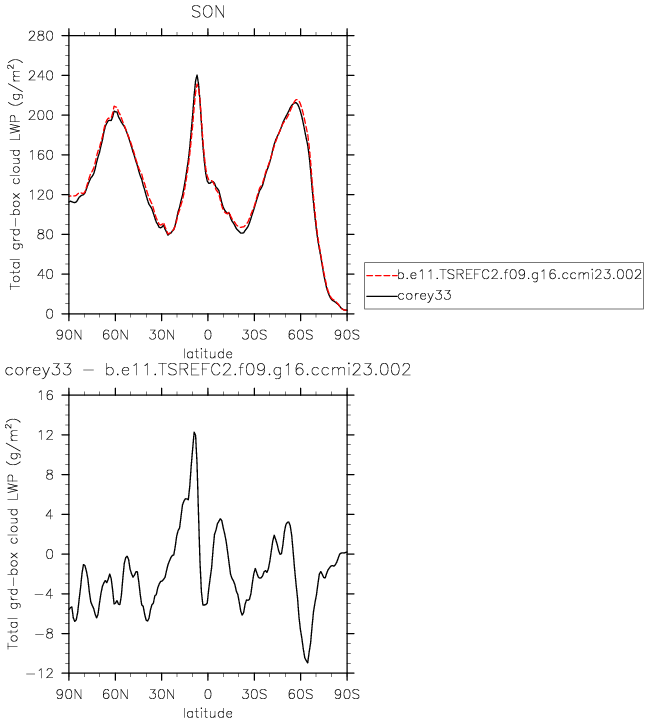 SON
Total grd-box cloud LWP (g/m²)
280
240
200
160
120
80
40
0
90N 60N 30N 0 30S 60S 90S
latitude
b.e11.TSREFC2.f09.g16.ccmi23.002
corey33
corey33 - b.e11.TSREFC2.f09.g16.ccmi23.002
Total grd-box cloud LWP (g/m²)
16
12
8
4
0
-4
-8
-12
90N 60N 30N 0 30S 60S 90S
latitude